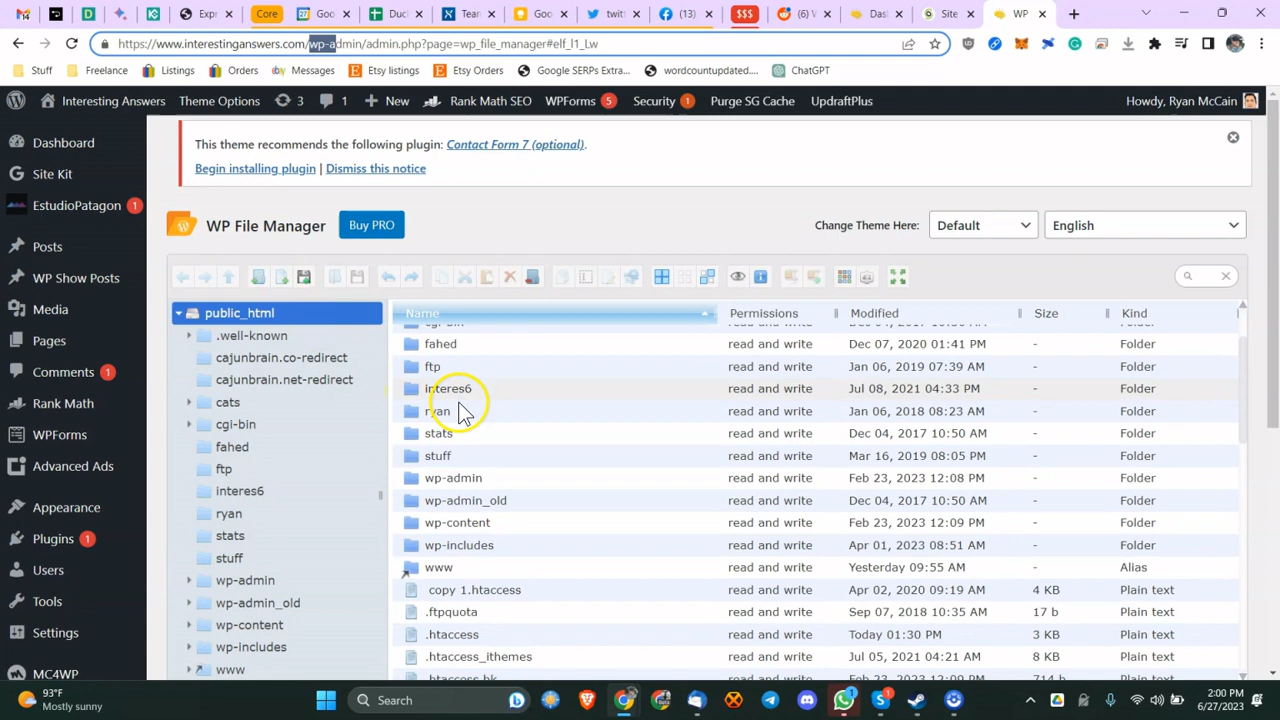 Expr
Core
Goo
Duc
Tean
Goo
twitt
(13)
$$$
(6) V
Dasl
Site
WP
https://www.interestinganswers.com/wp-admin/admin.php?page=wp_file_manager#elf_l1_Lw
Stuff Freelance Listings Orders Messages Etsy listings Etsy Orders Google SERPs Extra... wordcountupdated.... ChatGPT
Interesting Answers Theme Options 3 1 New Rank Math SEO WPForms 5 Security 1 Purge SG Cache UpdraftPlus Howdy, Ryan McCain
Dashboard
Site Kit
EstudioPatagon 1
Posts
WP Show Posts
Media
Pages
Comments 1
Rank Math
WPForms
Advanced Ads
Appearance
Plugins 1
Users
Tools
Settings
MC4WP
This theme recommends the following plugin: Contact Form 7 (optional).
Begin installing plugin | Dismiss this notice
WP File Manager Buy PRO Change Theme Here: Default English
public_html
.well-known
cajunbrain.co-redirect
cajunbrain.net-redirect
cats
cgi-bin
fahed
ftp
interes6
ryan
stats
stuff
wp-admin
wp-admin_old
wp-content
wp-includes
www
Name Permissions Modified Size Kind
fahed read and write Dec 07, 2020 01:41 PM - Folder
ftp read and write Jan 06, 2019 07:39 AM - Folder
interes6 read and write Jul 08, 2021 04:33 PM - Folder
ryan read and write Jan 06, 2018 08:23 AM - Folder
stats read and write Dec 04, 2017 10:50 AM - Folder
stuff read and write Mar 16, 2019 08:05 PM - Folder
wp-admin read and write Feb 23, 2023 12:08 PM - Folder
wp-admin_old read and write Dec 04, 2017 10:50 AM - Folder
wp-content read and write Feb 23, 2023 12:09 PM - Folder
wp-includes read and write Apr 01, 2023 08:51 AM - Folder
www read and write Yesterday 09:55 AM - Alias
copy 1.htaccess read and write Apr 02, 2020 09:19 AM 4 KB Plain text
.ftpquota read and write Sep 07, 2018 10:35 AM 17 b Plain text
.htaccess read and write Today 01:30 PM 3 KB Plain text
.htaccess_ithemes read and write Jul 05, 2021 04:21 AM 8 KB Plain text
93°F
Mostly sunny
Search
2:00 PM
6/27/2023